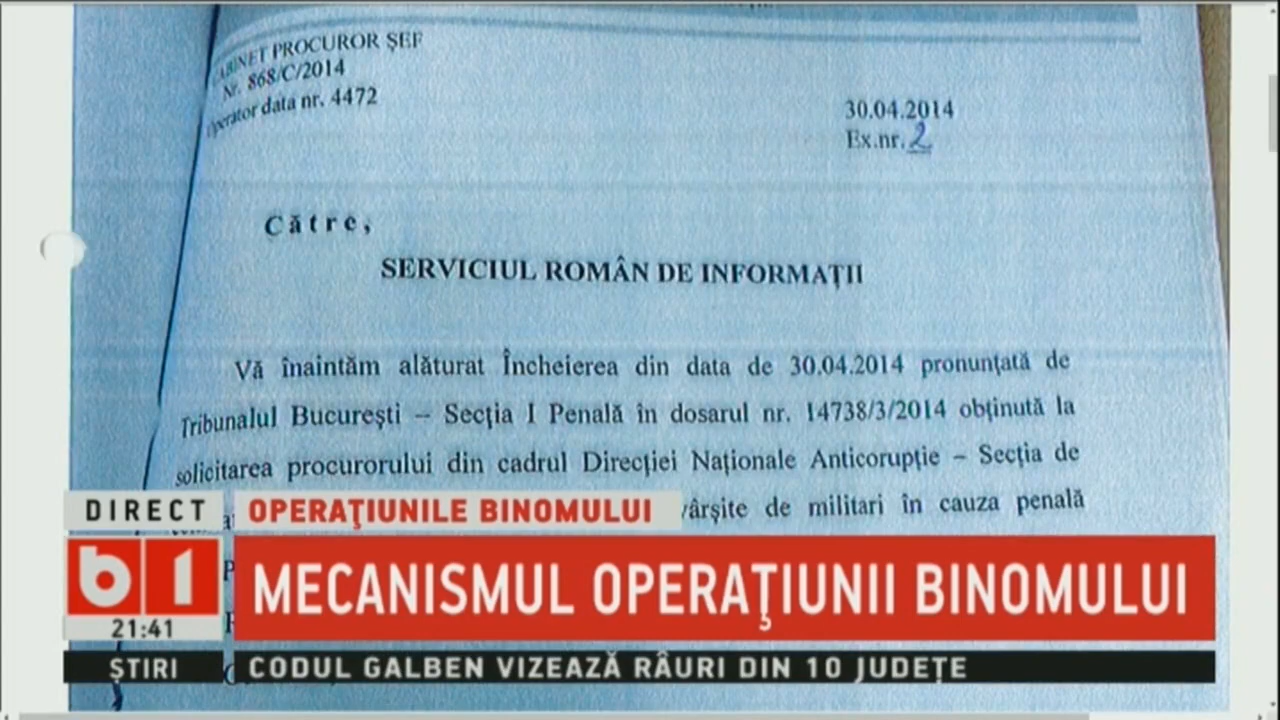 CABINET PROCUROR ŞEF
Nr. 868/C/2014
Operator data nr. 4472
30.04.2014
Ex.nr. 2
Către,
SERVICIUL ROMÂN DE INFORMAŢII
Vă înaintăm alăturat Încheierea din data de 30.04.2014 pronunţată de
Tribunalul Bucureşti – Secţia I Penală în dosarul nr. 14738/3/2014 obţinută la
solicitarea procurorului din cadrul Direcţiei Naţionale Anticorupţie – Secţia de
de militari în cauza penală
DIRECT
OPERAŢIUNILE BINOMULUI
b1
MECANISMUL OPERAŢIUNII BINOMULUI
21:41
ŞTIRI
CODUL GALBEN VIZEAZĂ RÂURI DIN 10 JUDEŢE